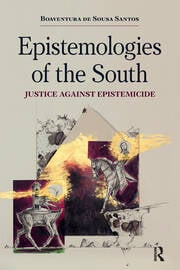 BOAVENTURA DE SOUSA SANTOS
Epistemologies
of the South
JUSTICE AGAINST EPISTEMICIDE
R